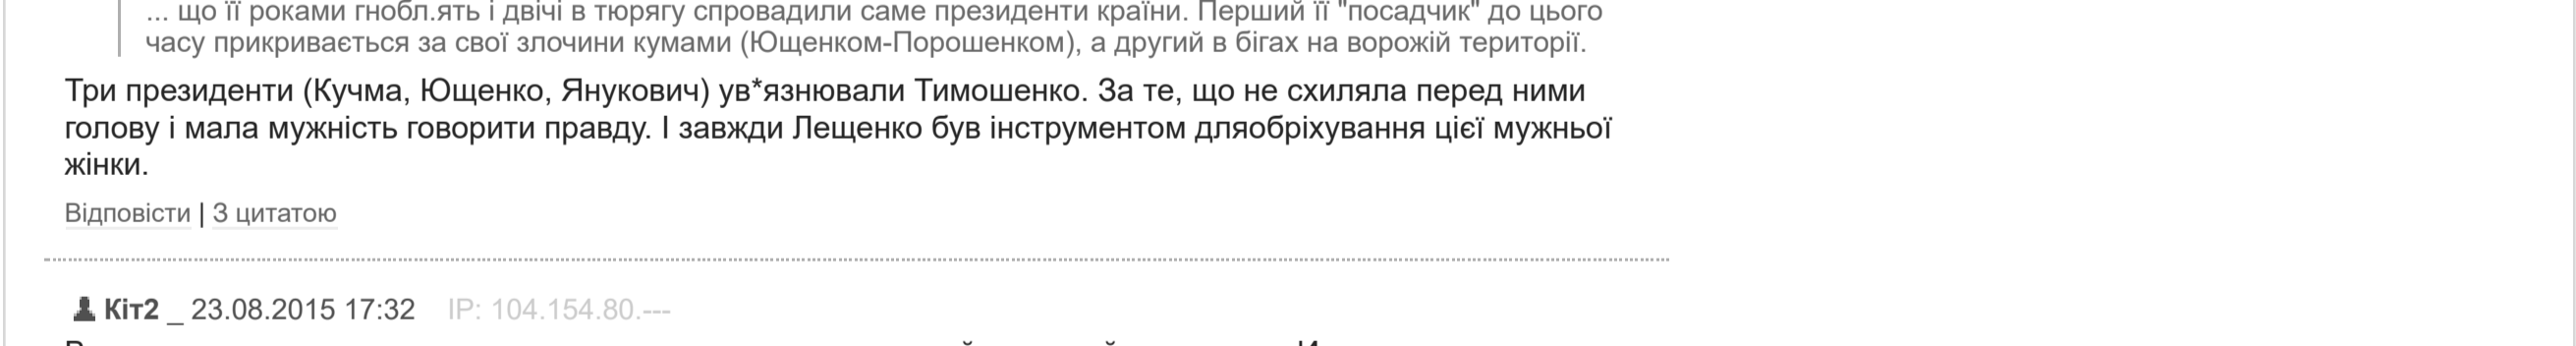 ... що її роками гнобл.ять і двічі в тюрягу спровадили саме президенти країни. Перший її "посадчик" до цього
часу прикривається за свої злочини кумами (Ющенком-Порошенком), а другий в бігах на ворожій території.
Три президенти (Кучма, Ющенко, Янукович) ув*язнювали Тимошенко. За те, що не схиляла перед ними
голову і мала мужність говорити правду. І завжди Лещенко був інструментом дляобріхування цієї мужньої
жінки.
Відповісти | З цитатою
Кіт2 _ 23.08.2015 17:32 IP: 104.154.80.---